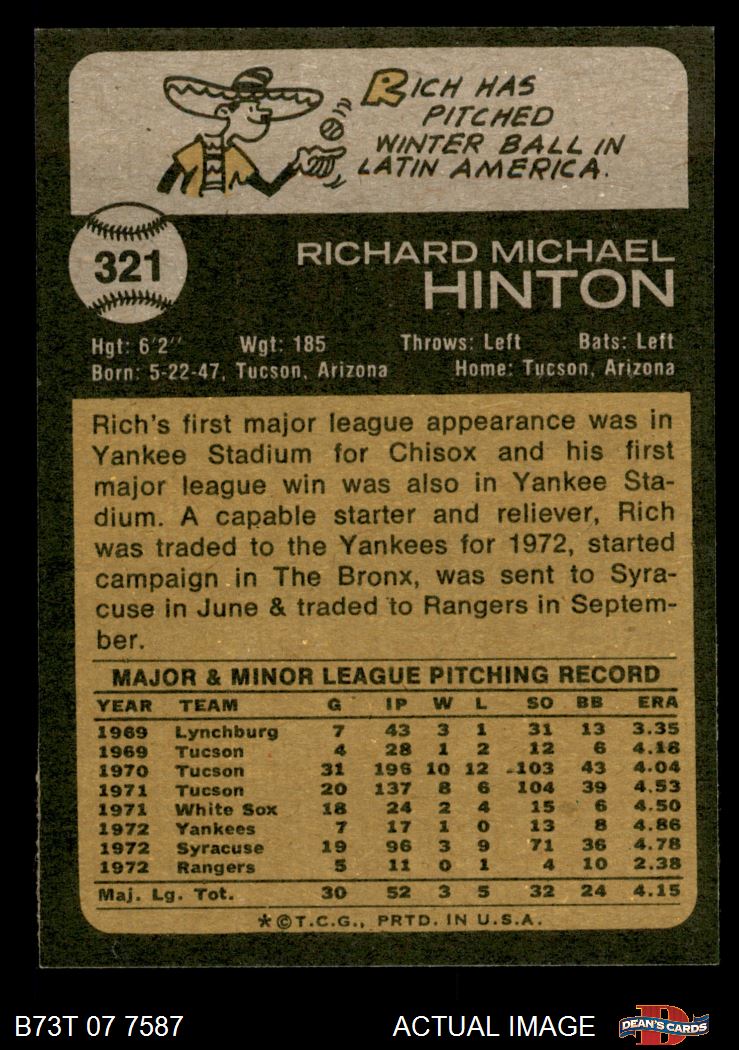 RICH HAS
PITCHED
WINTER BALL IN
LATIN AMERICA.
321
RICHARD MICHAEL
HINTON
Hgt: 6'2" Wgt: 185 Throws: Left Bats: Left
Born: 5-22-47, Tucson, Arizona Home: Tucson, Arizona
Rich's first major league appearance was in
Yankee Stadium for Chisox and his first
major league win was also in Yankee Sta-
dium. A capable starter and reliever, Rich
was traded to the Yankees for 1972, started
campaign in The Bronx, was sent to Syra-
cuse in June & traded to Rangers in Septem-
ber.
MAJOR & MINOR LEAGUE PITCHING RECORD
YEAR TEAM G IP W L SO BB ERA
1969 Lynchburg 7 43 3 1 31 13 3.35
1969 Tucson 4 28 1 2 12 6 4.18
1970 Tucson 31 196 10 12 103 43 4.04
1971 Tucson 20 137 8 6 104 39 4.53
1971 White Sox 18 24 2 4 15 6 4.50
1972 Yankees 7 17 1 0 13 8 4.86
1972 Syracuse 19 96 3 9 71 36 4.78
1972 Rangers 5 11 0 1 4 10 2.38
Maj. Lg. Tot. 30 52 3 5 32 24 4.15
*©T.C.G., PRTD. IN U.S.A.
B73T 07 7587 ACTUAL IMAGE
D
DEAN'S CARDS